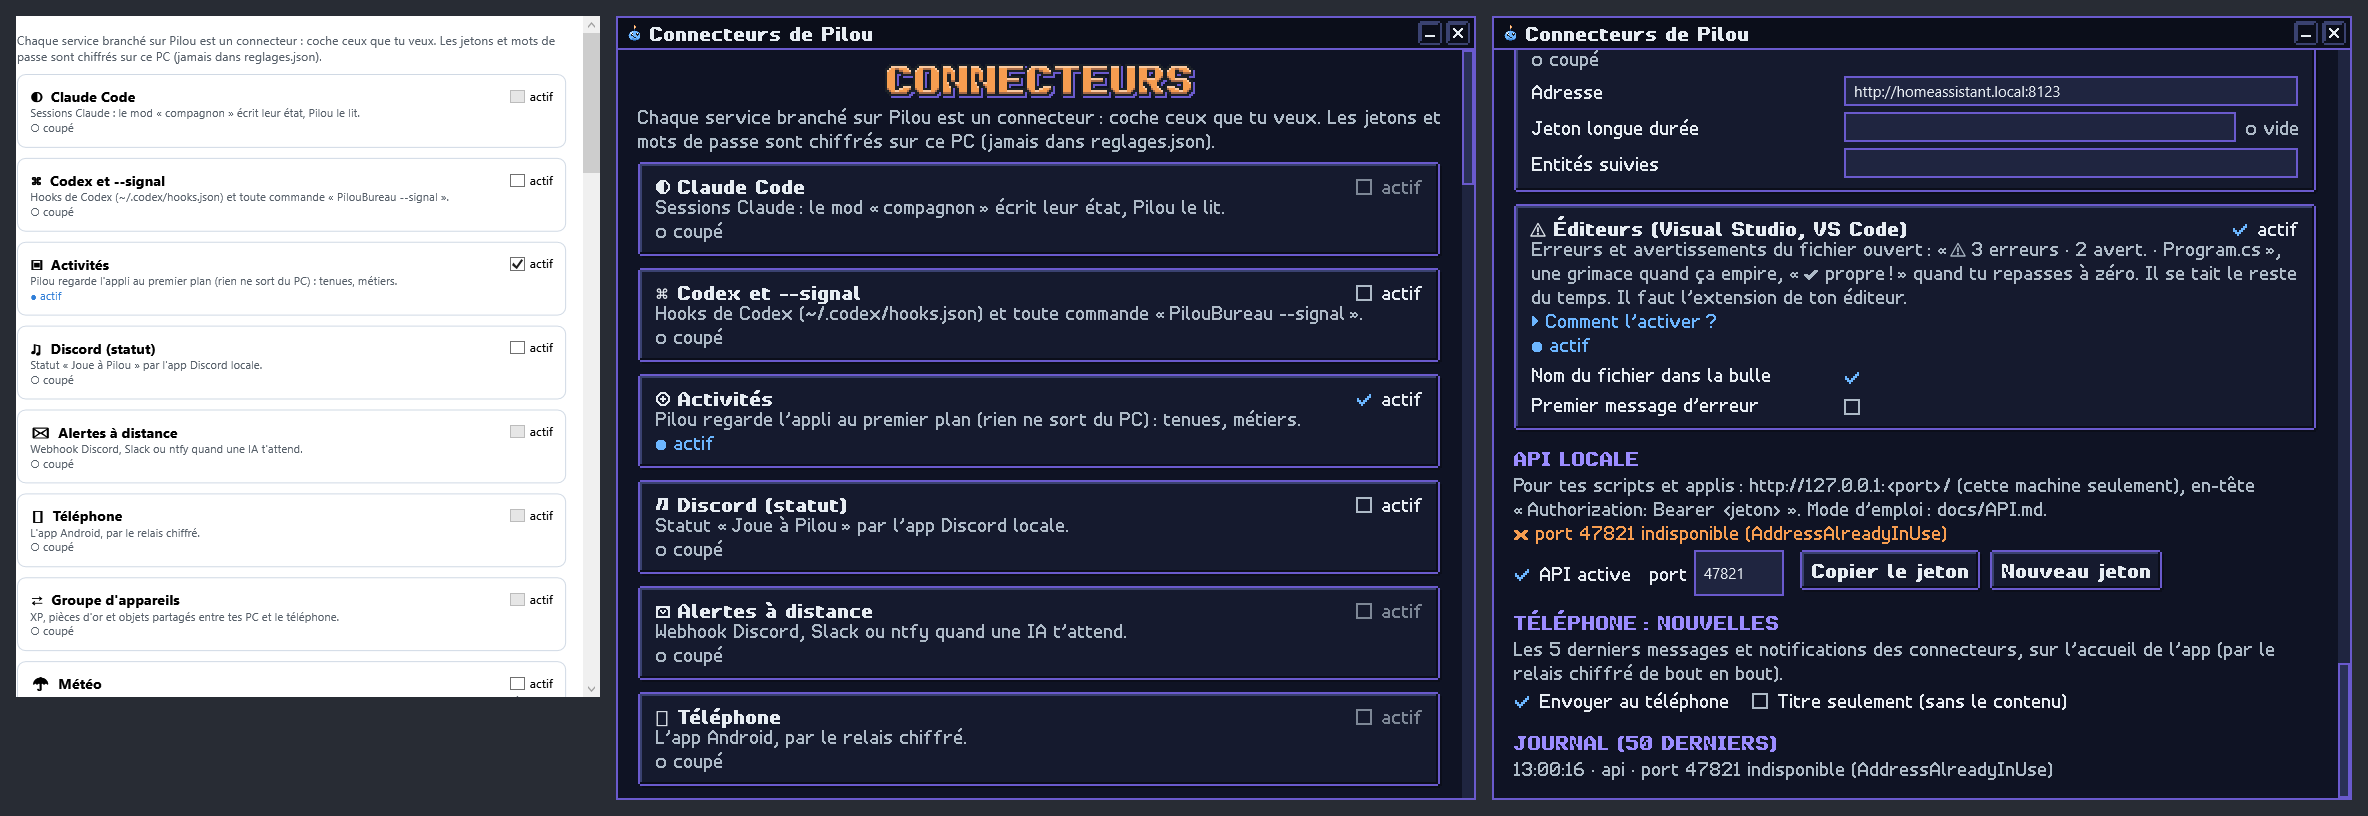 Chaque service branché sur Pilou est un connecteur : coche ceux que tu veux. Les jetons et mots de
passe sont chiffrés sur ce PC (jamais dans reglages.json).
Claude Code
actif
Sessions Claude : le mod « compagnon » écrit leur état, Pilou le lit.
○ coupé
⌘ Codex et --signal
actif
Hooks de Codex (~/.codex/hooks.json) et toute commande « PilouBureau --signal ».
○ coupé
Activités
actif
Pilou regarde l'appli au premier plan (rien ne sort du PC) : tenues, métiers.
● actif
Discord (statut)
actif
Statut « Joue à Pilou » par l'app Discord locale.
○ coupé
Alertes à distance
actif
Webhook Discord, Slack ou ntfy quand une IA t'attend.
○ coupé
Téléphone
actif
L'app Android, par le relais chiffré.
○ coupé
Groupe d'appareils
actif
XP, pièces d'or et objets partagés entre tes PC et le téléphone.
○ coupé
Météo
actif
Connecteurs de Pilou
CONNECTEURS
Chaque service branché sur Pilou est un connecteur : coche ceux que tu veux. Les jetons et
mots de passe sont chiffrés sur ce PC (jamais dans reglages.json).
Claude Code
actif
Sessions Claude : le mod « compagnon » écrit leur état, Pilou le lit.
○ coupé
⌘ Codex et --signal
actif
Hooks de Codex (~/.codex/hooks.json) et toute commande « PilouBureau --signal ».
○ coupé
Activités
actif
Pilou regarde l'appli au premier plan (rien ne sort du PC) : tenues, métiers.
● actif
Discord (statut)
actif
Statut « Joue à Pilou » par l'app Discord locale.
○ coupé
Alertes à distance
actif
Webhook Discord, Slack ou ntfy quand une IA t'attend.
○ coupé
Téléphone
actif
L'app Android, par le relais chiffré.
○ coupé
Connecteurs de Pilou
○ coupé
Adresse
http://homeassistant.local:8123
Jeton longue durée
○ vide
Entités suivies
⚠ Éditeurs (Visual Studio, VS Code)
actif
Erreurs et avertissements du fichier ouvert : « ⚠ 3 erreurs · 2 avert. · Program.cs »,
une grimace quand ça empire, « ✔ propre ! » quand tu repasses à zéro. Il se tait le reste
du temps. Il faut l'extension de ton éditeur.
Comment l'activer ?
● actif
Nom du fichier dans la bulle
Premier message d'erreur
API LOCALE
Pour tes scripts et applis : http://127.0.0.1:<port>/ (cette machine seulement), en-tête
« Authorization: Bearer <jeton> ». Mode d'emploi : docs/API.md.
✖ port 47821 indisponible (AddressAlreadyInUse)
API active
port
47821
Copier le jeton
Nouveau jeton
TÉLÉPHONE : NOUVELLES
Les 5 derniers messages et notifications des connecteurs, sur l'accueil de l'app (par le
relais chiffré de bout en bout).
Envoyer au téléphone
Titre seulement (sans le contenu)
JOURNAL (50 DERNIERS)
13:00:16 · api · port 47821 indisponible (AddressAlreadyInUse)